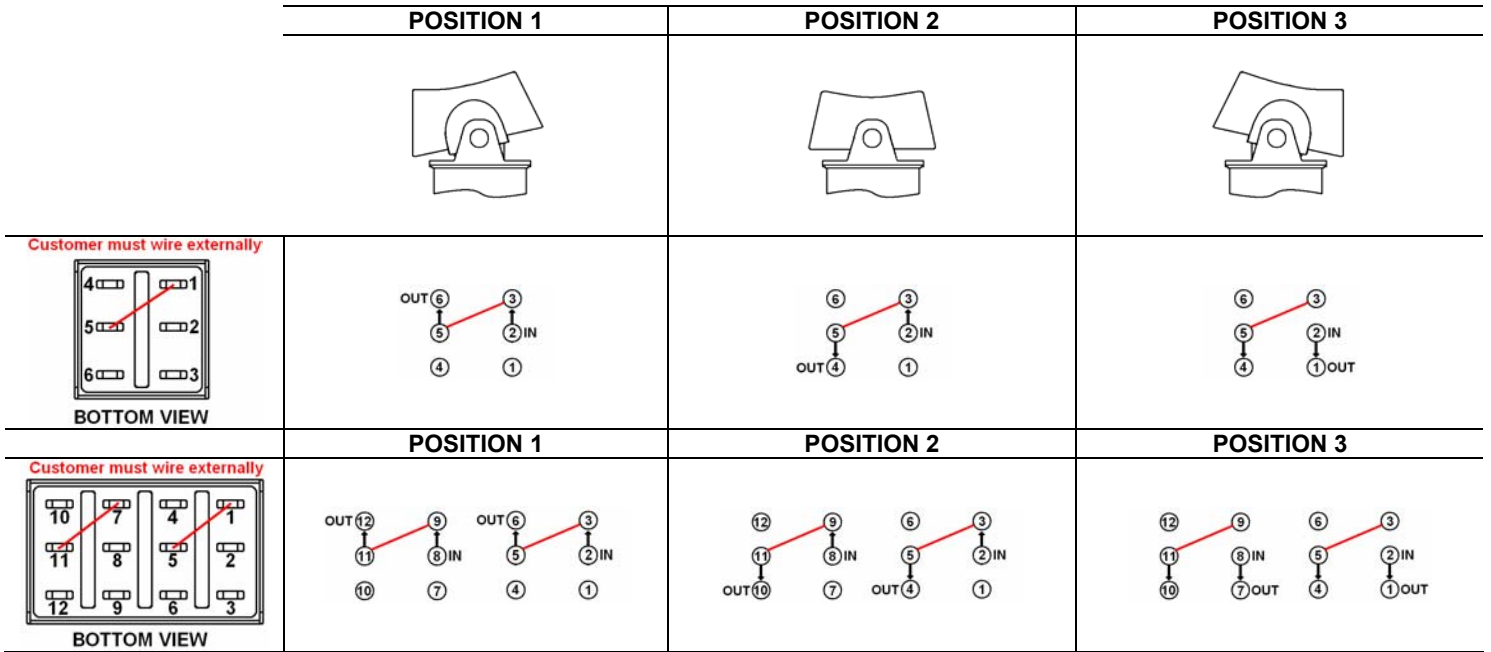 POSITION 1 POSITION 2 POSITION 3
Customer must wire externally
4 1
5 2
6 3
BOTTOM VIEW
OUT 6 3
5 2 IN
4 1
6 3
5 2 IN
OUT 4 1
6 3
5 2 IN
4 1 OUT
POSITION 1 POSITION 2 POSITION 3
Customer must wire externally
10 7 4 1
11 8 5 2
12 9 6 3
BOTTOM VIEW
OUT 12 9 OUT 6 3
11 8 IN 5 2 IN
10 7 4 1
12 9 6 3
11 8 IN 5 2 IN
OUT 10 7 OUT 4 1
12 9 6 3
11 8 IN 5 2 IN
10 7 OUT 4 1 OUT